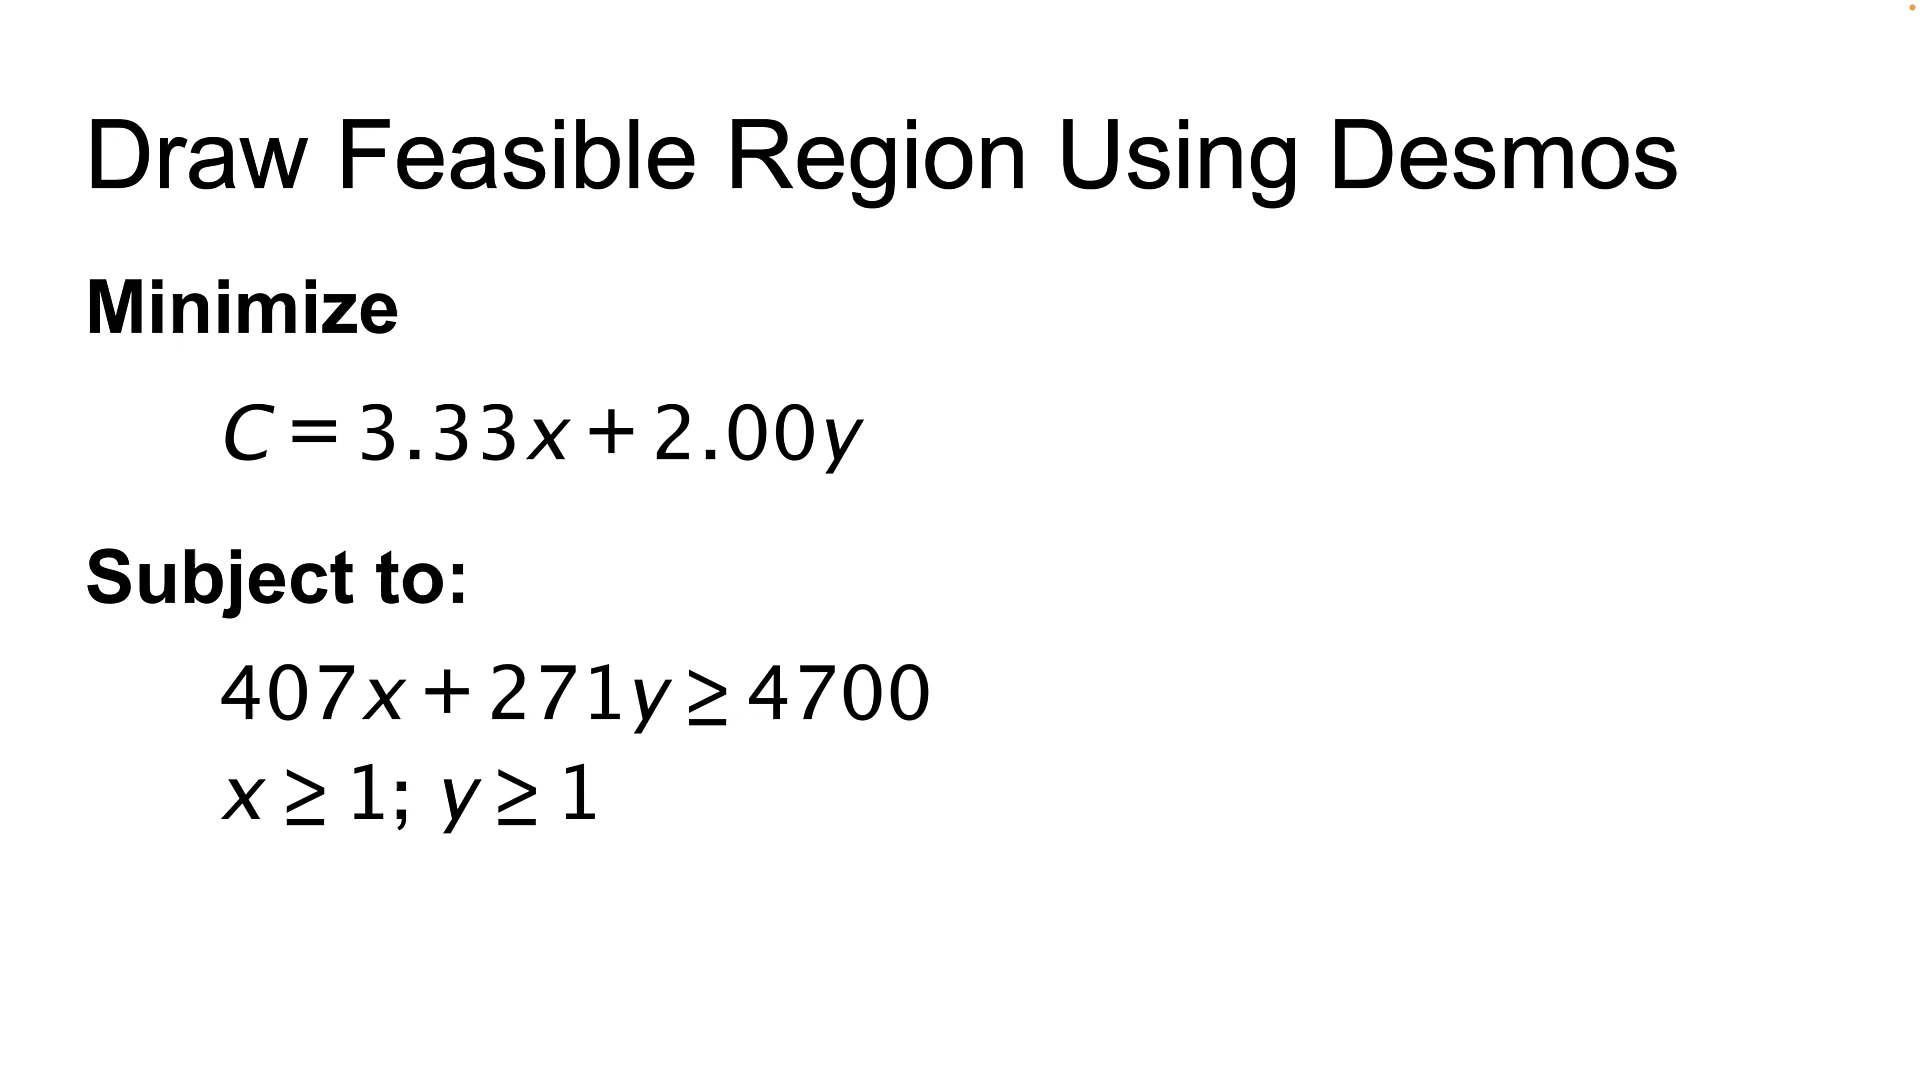 Draw Feasible Region Using Desmos
Minimize
C = 3.33x + 2.00y
Subject to:
407x + 271y ≥ 4700
x ≥ 1; y ≥ 1